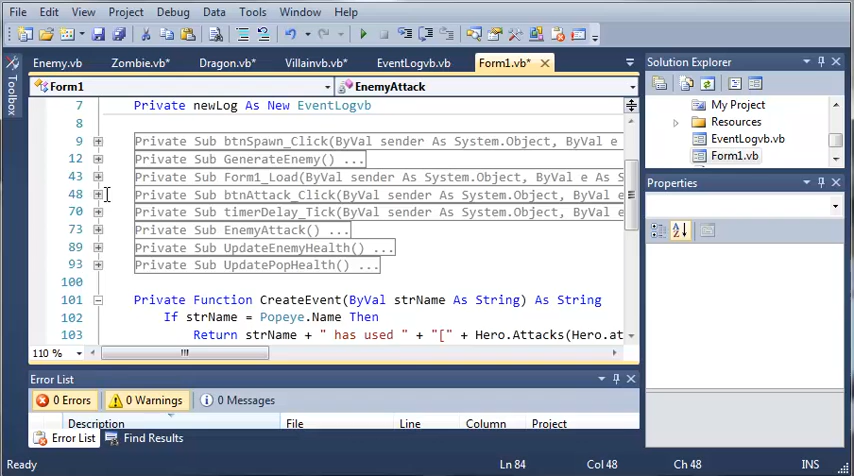 File Edit View Project Debug Data Tools Window Help
Enemy.vb Zombie.vb* Dragon.vb* Villainvb.vb* EventLogvb.vb Form1.vb*
Toolbox
Form1 EnemyAttack
7 Private newLog As New EventLogvb
8
9 Private Sub btnSpawn_Click(ByVal sender As System.Object, ByVal e
12 Private Sub GenerateEnemy() ...
43 Private Sub Form1_Load(ByVal sender As System.Object, ByVal e As S
48 Private Sub btnAttack_Click(ByVal sender As System.Object, ByVal
70 Private Sub timerDelay_Tick(ByVal sender As System.Object, ByVal
73 Private Sub EnemyAttack() ...
89 Private Sub UpdateEnemyHealth() ...
93 Private Sub UpdatePopHealth() ...
100
101 Private Function CreateEvent(ByVal strName As String) As String
102 If strName = Popeye.Name Then
103 Return strName + " has used " + "[" + Hero.Attacks(Hero.at
110 %
Solution Explorer
My Project
Resources
EventLogvb.vb
Form1.vb
Properties
Error List
0 Errors 0 Warnings 0 Messages
Description File Line Column Project
Error List Find Results
Ready Ln 84 Col 48 Ch 48 INS